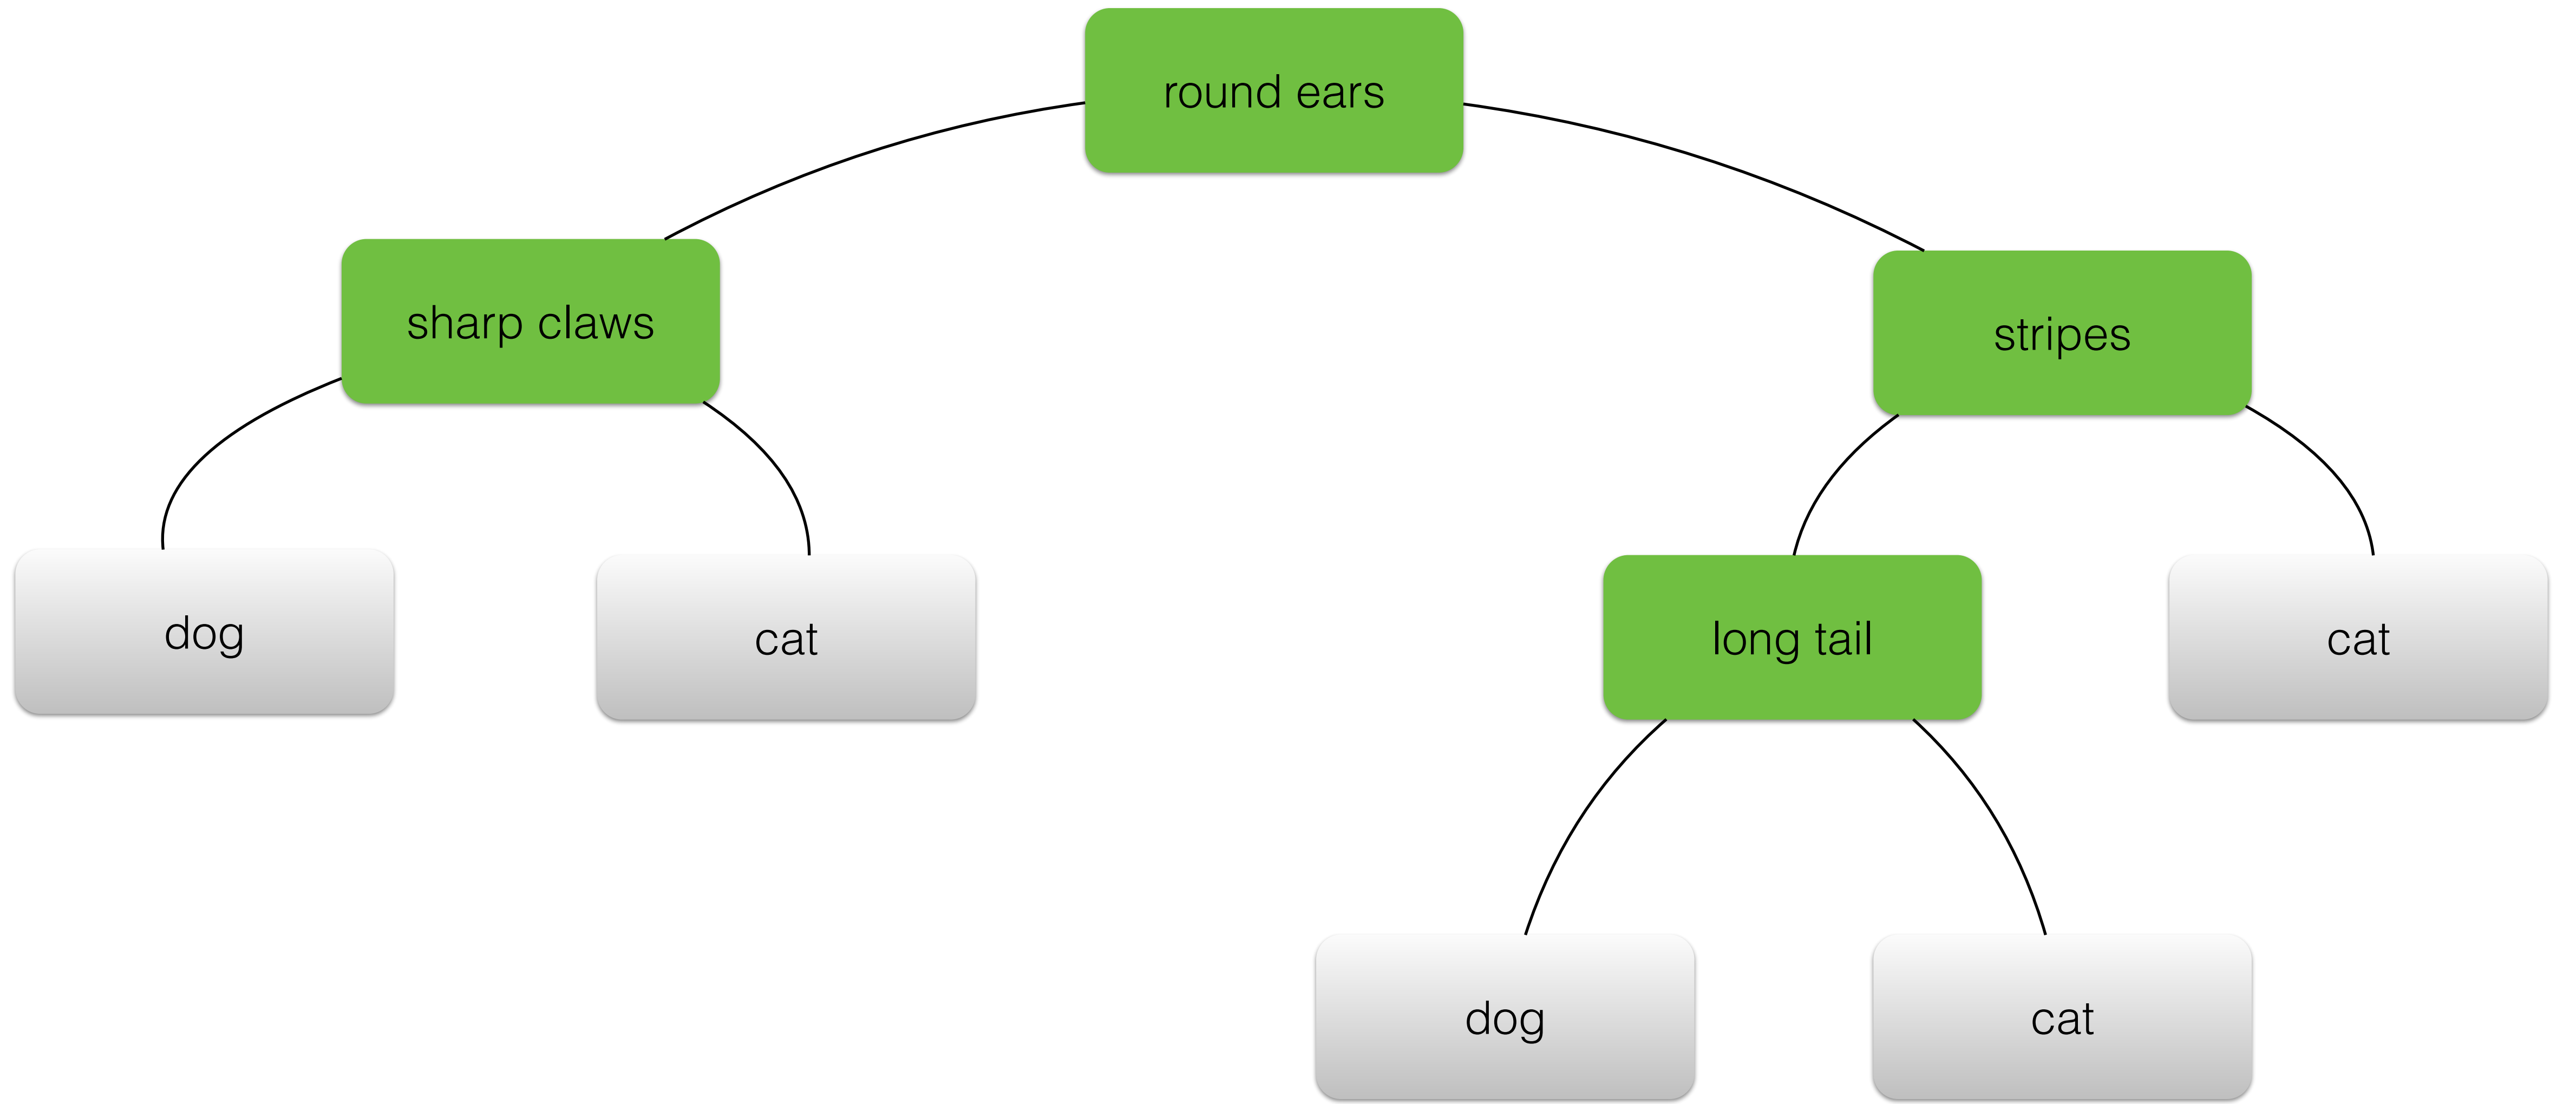 round ears
sharp claws
stripes
dog
cat
long tail
cat
dog
cat